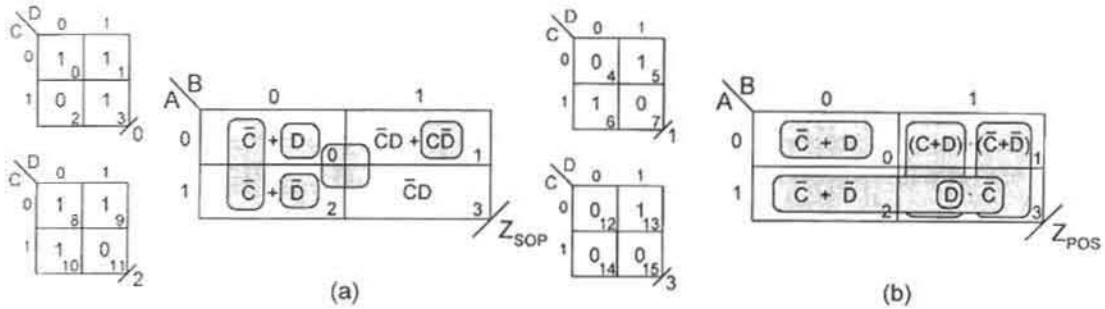 D
C
0 1
0 1 0 1 1
1 0 2 1 3
0
D
C
0 1
0 1 8 1 9
1 1 10 0 11
2
B
A
0 1
0 C̄ + D 0 C̄D + CD̄ 1
1 C̄ + D̄ 2 C̄D 3
Z_SOP
(a)
D
C
0 1
0 0 4 1 5
1 1 6 0 7
1
D
C
0 1
0 0 12 1 13
1 0 14 0 15
3
B
A
0 1
0 C̄ + D 0 (C+D) · (C̄+D̄) 1
1 C̄ + D̄ 2 D · C̄ 3
Z_POS
(b)